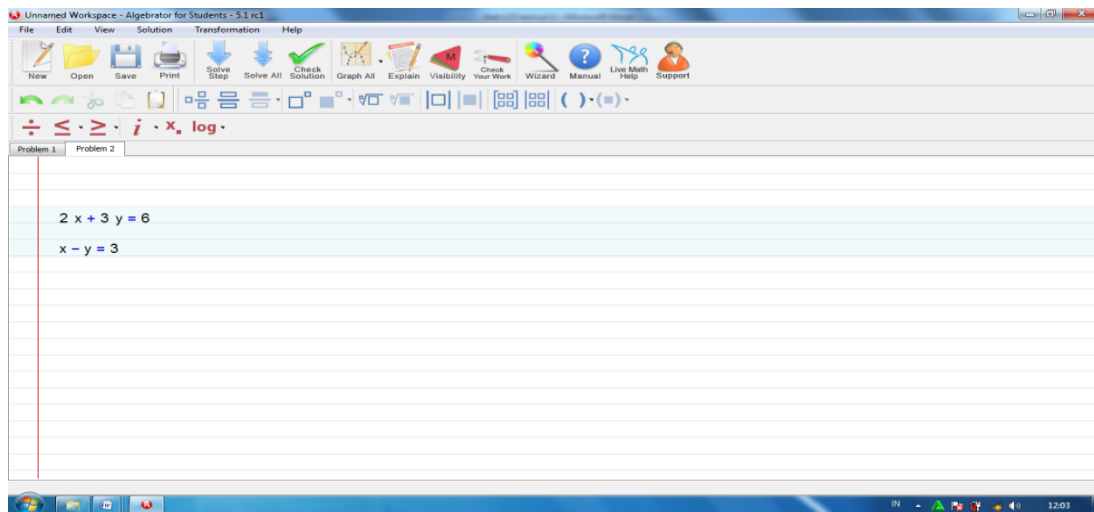 Unnamed Workspace - Algebrator for Students - 5.1 rc1
File Edit View Solution Transformation Help
New Open Save Print Solve Step Solve All Check Solution Graph All Explain Visibility Check Your Work Wizard Manual Live Math Help Support
÷ ≤ ≥ i x log
Problem 1 Problem 2
2 x + 3 y = 6
x - y = 3
IN 12:03